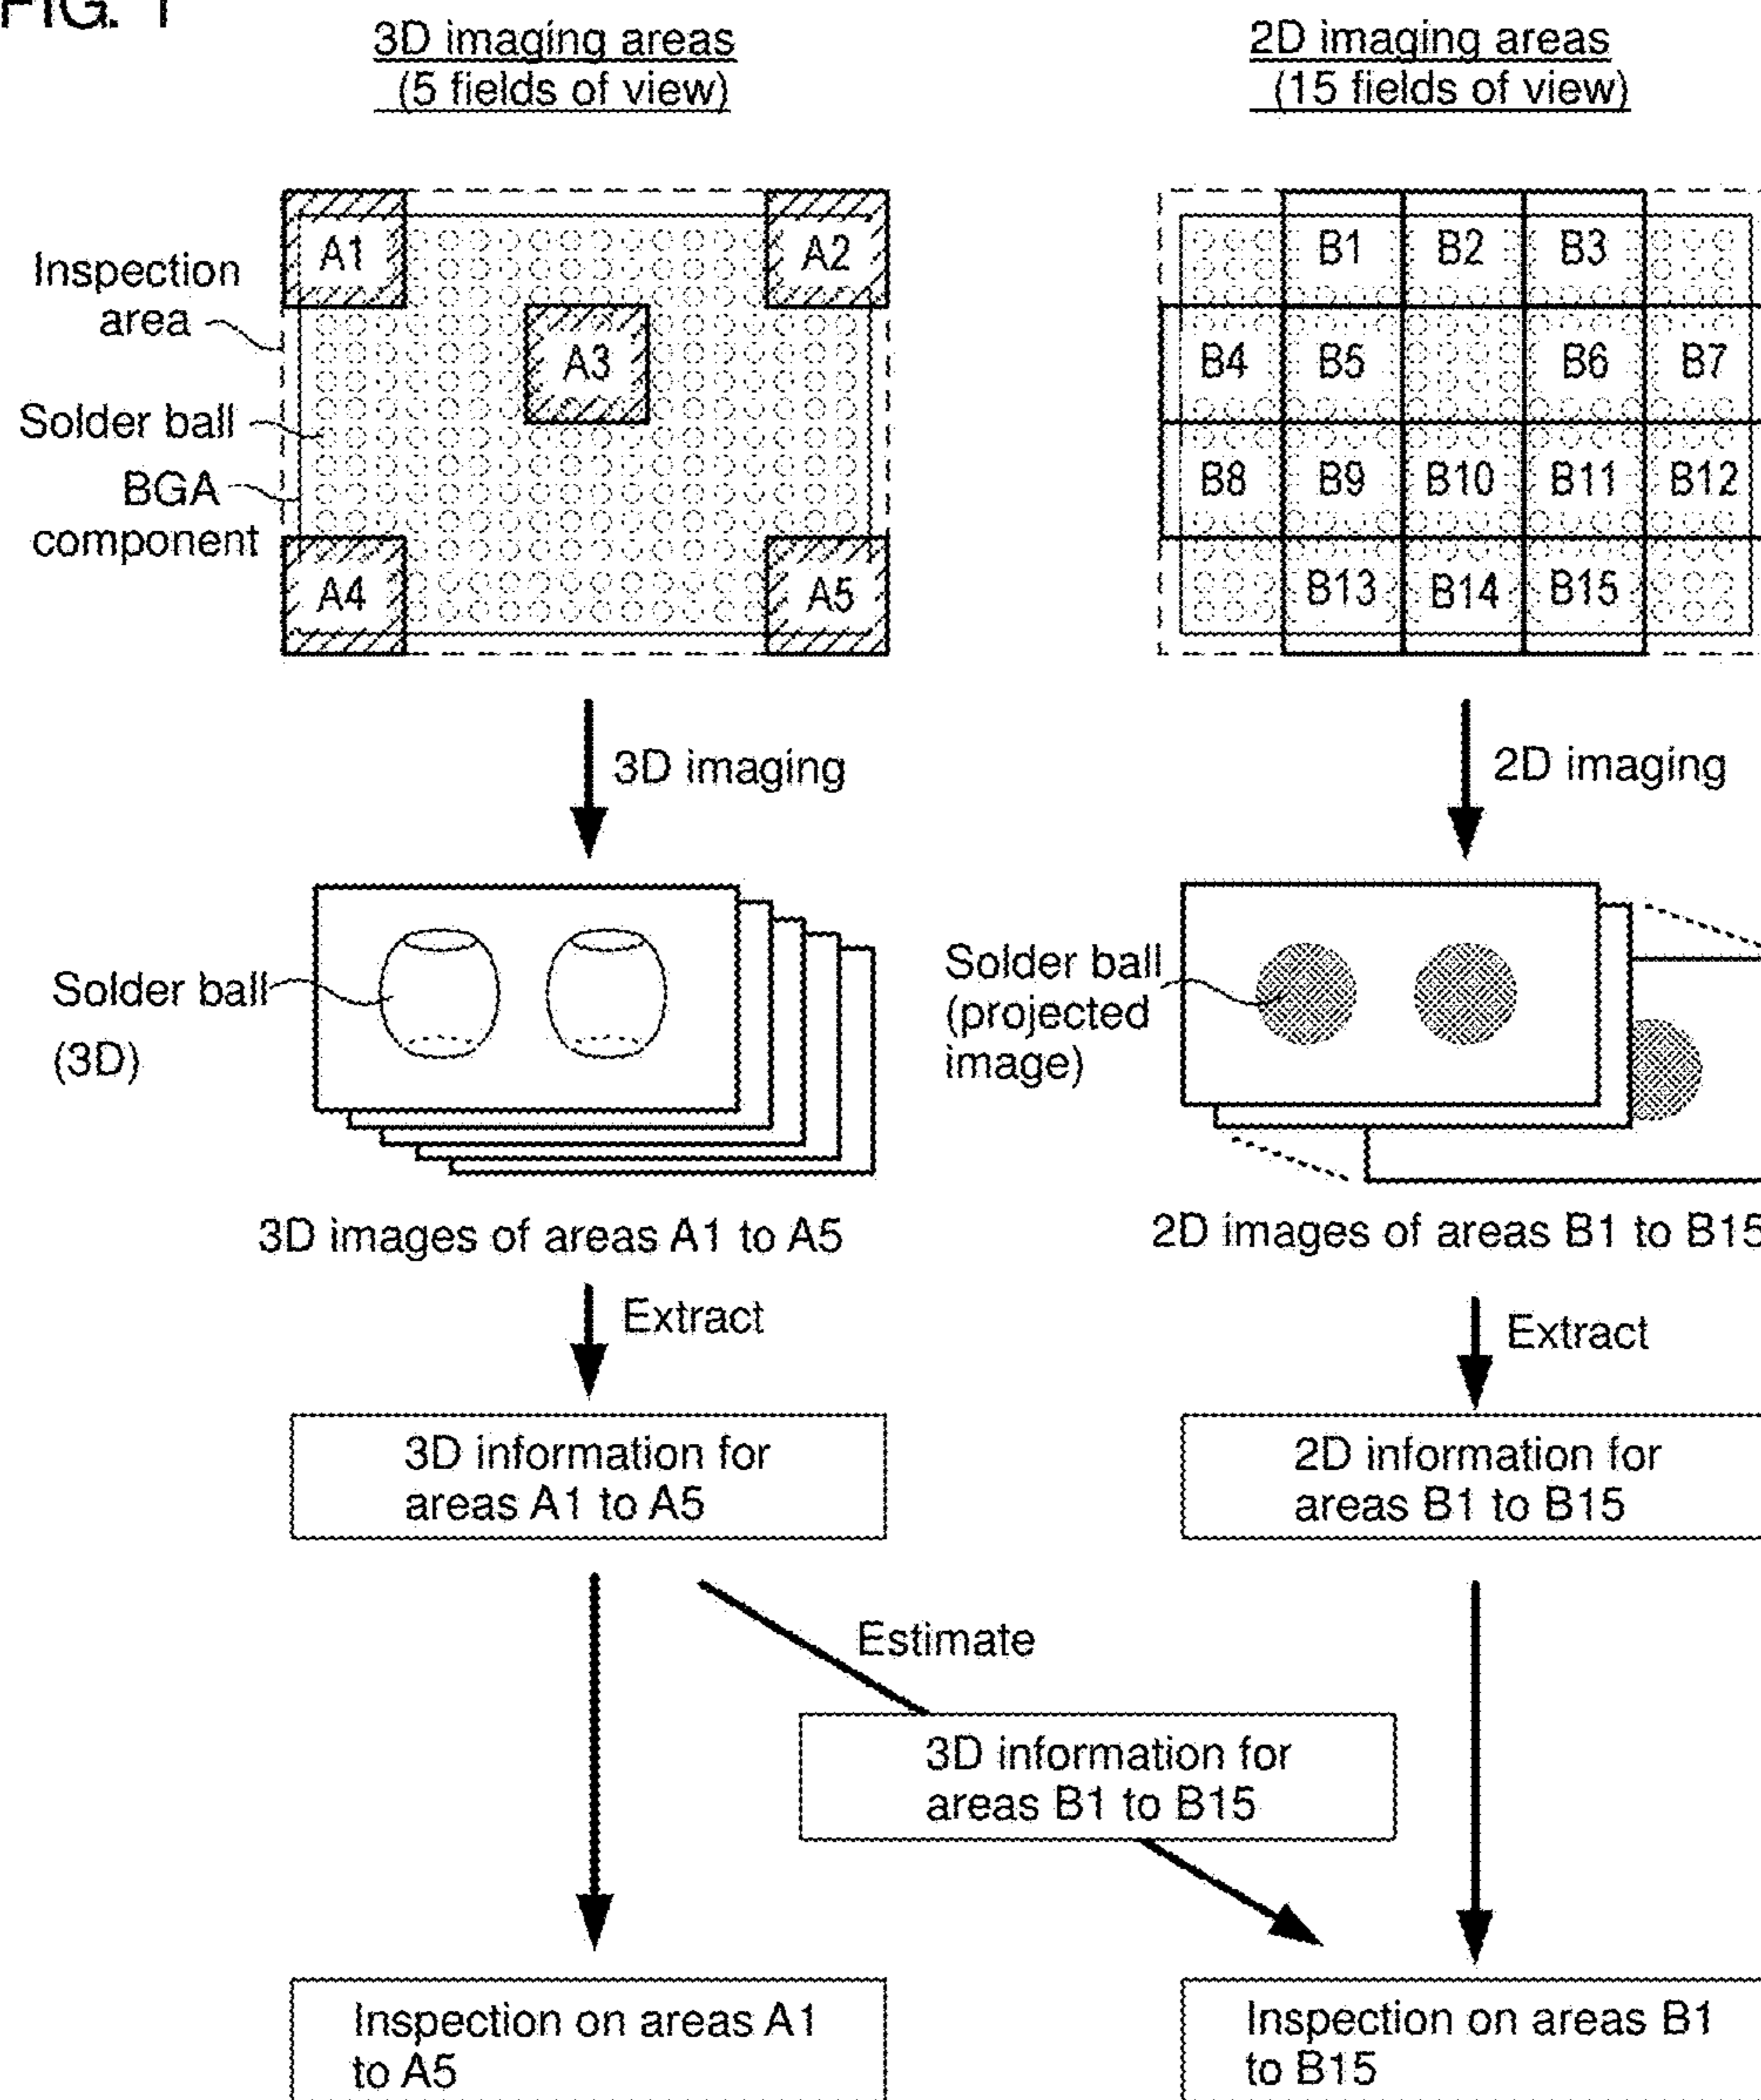 FIG. 1
3D imaging areas
(5 fields of view)
2D imaging areas
(15 fields of view)
Inspection
area
Solder ball
BGA
component
A1
A2
A3
A4
A5
B1 B2 B3
B4 B5 B6 B7
B8 B9 B10 B11 B12
B13 B14 B15
3D imaging
2D imaging
Solder ball
(3D)
Solder ball
(projected
image)
3D images of areas A1 to A5
2D images of areas B1 to B15
Extract
Extract
3D information for
areas A1 to A5
2D information for
areas B1 to B15
Estimate
3D information for
areas B1 to B15
Inspection on areas A1
to A5
Inspection on areas B1
to B15